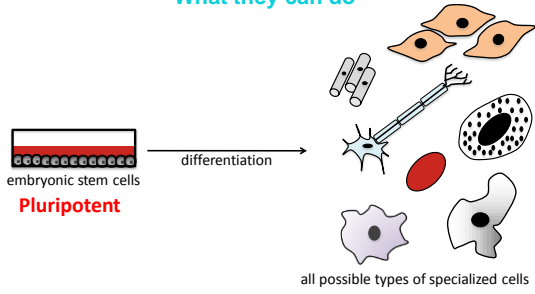 What they can do
differentiation
embryonic stem cells
Pluripotent
all possible types of specialized cells